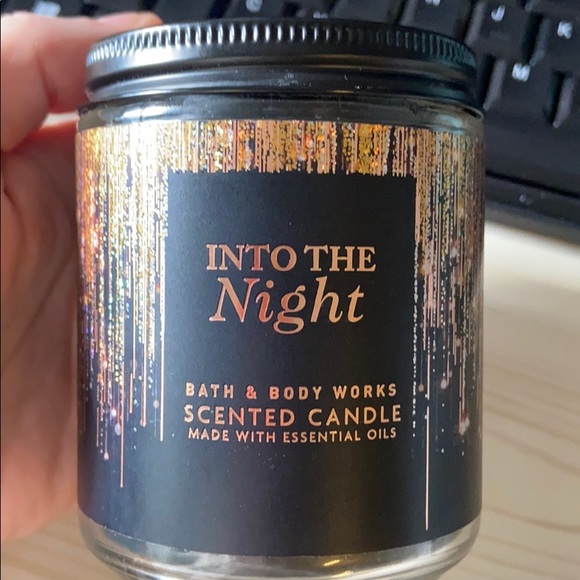 INTO THE
Night
BATH & BODY WORKS
SCENTED CANDLE
MADE WITH ESSENTIAL OILS
J
K
M